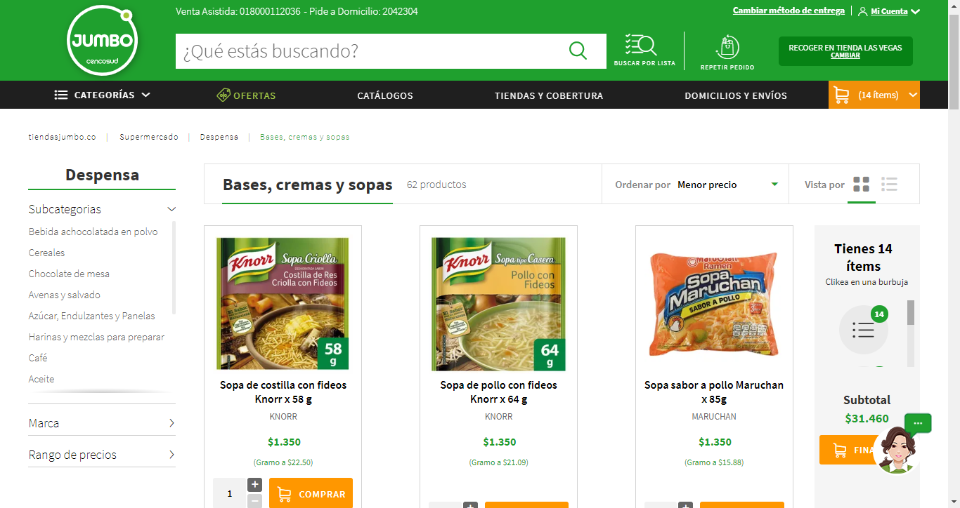 Venta Asistida: 018000112036 - Pide a Domicilio: 2042304
Cambiar método de entrega
Mi Cuenta
JUMBO
cencosud
¿Qué estás buscando?
BUSCAR POR LISTA
REPETIR PEDIDO
RECOGER EN TIENDA LAS VEGAS
CAMBIAR
CATEGORÍAS
OFERTAS
CATÁLOGOS
TIENDAS Y COBERTURA
DOMICILIOS Y ENVÍOS
(14 ítems)
tiendasjumbo.co
Supermercado
Despensa
Bases, cremas y sopas
Despensa
Subcategorias
Bebida achocolatada en polvo
Cereales
Chocolate de mesa
Avenas y salvado
Azúcar, Endulzantes y Panelas
Harinas y mezclas para preparar
Café
Aceite
Marca
Rango de precios
Bases, cremas y sopas
62 productos
Ordenar por Menor precio
Vista por
Knorr
Sopa Criolla
Costilla de Res
Criolla con Fideos
58
g
Sopa de costilla con fideos
Knorr x 58 g
KNORR
$1.350
(Gramo a $22.50)
1
COMPRAR
Knorr
Sopa tipo Casera
Pollo con
Fideos
64
g
Sopa de pollo con fideos
Knorr x 64 g
KNORR
$1.350
(Gramo a $21.09)
Maruchan
Ramen
Sopa
Maruchan
SABOR A POLLO
Sopa sabor a pollo Maruchan
x 85g
MARUCHAN
$1.350
(Gramo a $15.88)
Tienes 14
ítems
Clikea en una burbuja
14
Subtotal
$31.460
FINA